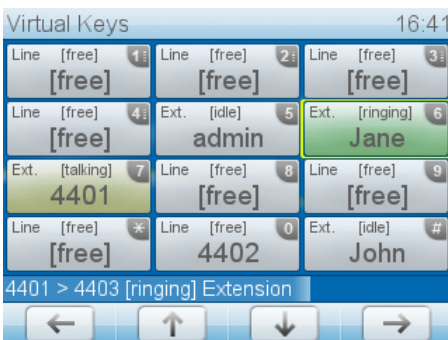 Virtual Keys 16:41
Line [free] 1 Line [free] 2 Line [free] 3
[free] [free] [free]
Line [free] 4 Ext. [idle] 5 Ext. [ringing] 6
[free] admin Jane
Ext. [talking] 7 Line [free] 8 Line [free] 9
4401 [free] [free]
Line [free] * Line [free] 0 Ext. [idle] #
[free] 4402 John
4401 > 4403 [ringing] Extension